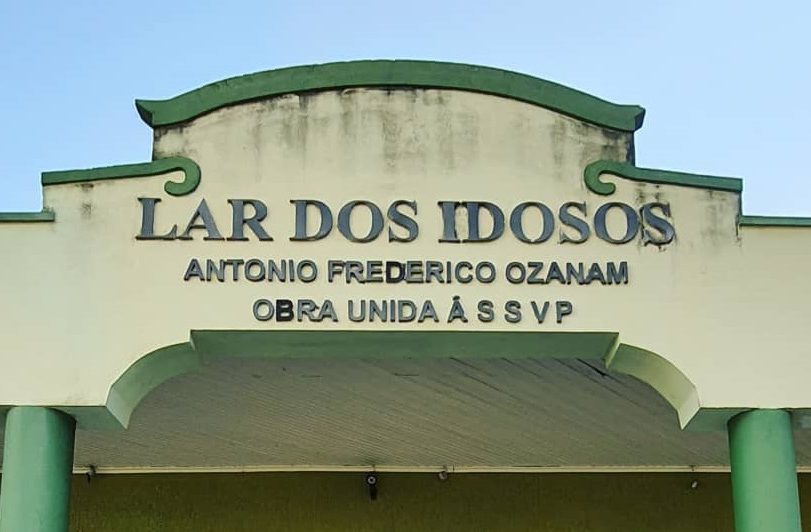 LAR DOS IDOSOS
ANTONIO FREDERICO OZANAM
OBRA UNIDA Á S S V P